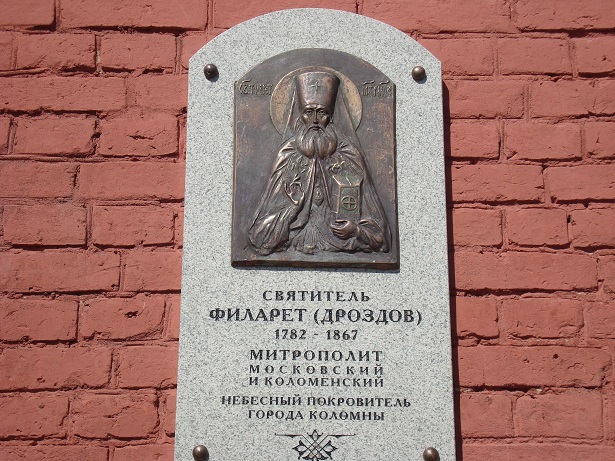 СВЯТИТЕЛЬ
ФИЛАРЕТ (ДРОЗДОВ)
1782 - 1867
МИТРОПОЛИТ
МОСКОВСКИЙ
И КОЛОМЕНСКИЙ
НЕБЕСНЫЙ ПОКРОВИТЕЛЬ
ГОРОДА КОЛОМНЫ